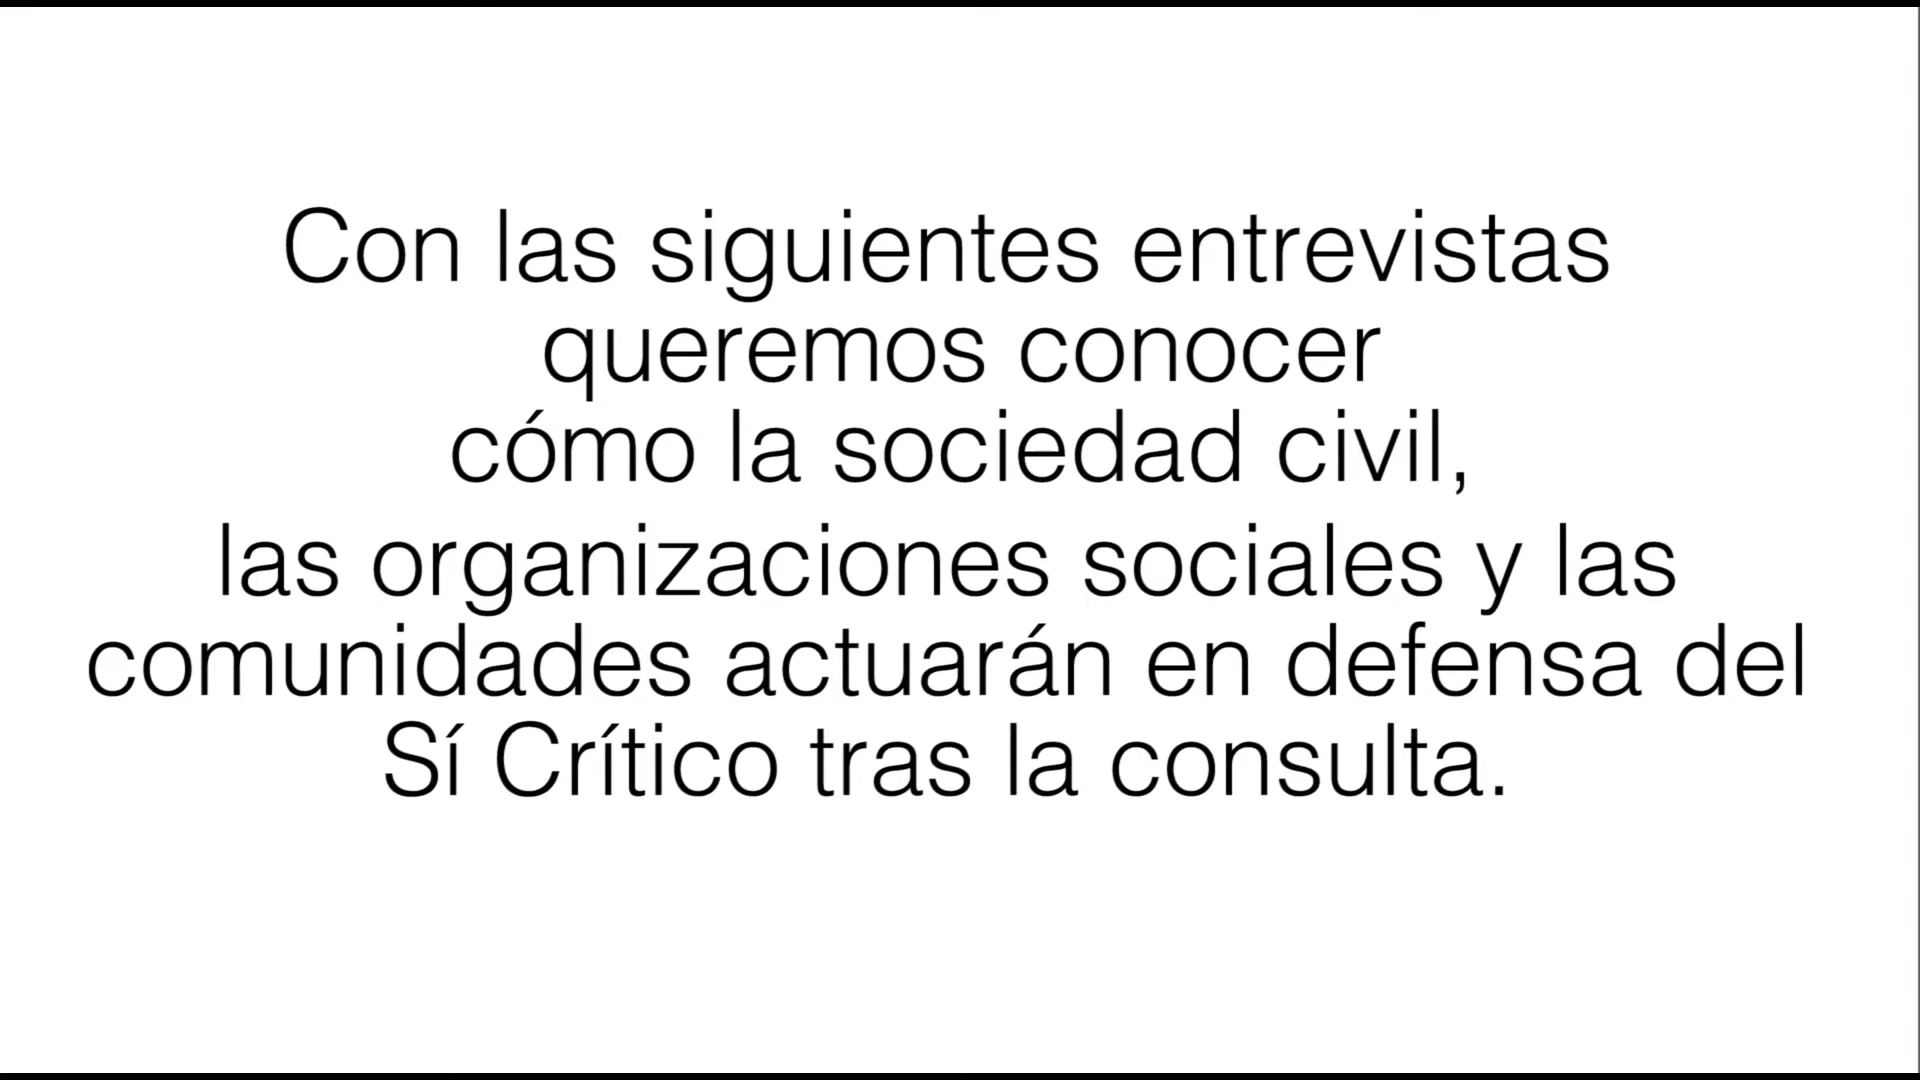 Con las siguientes entrevistas
queremos conocer
cómo la sociedad civil,
las organizaciones sociales y las
comunidades actuarán en defensa del
Sí Crítico tras la consulta.